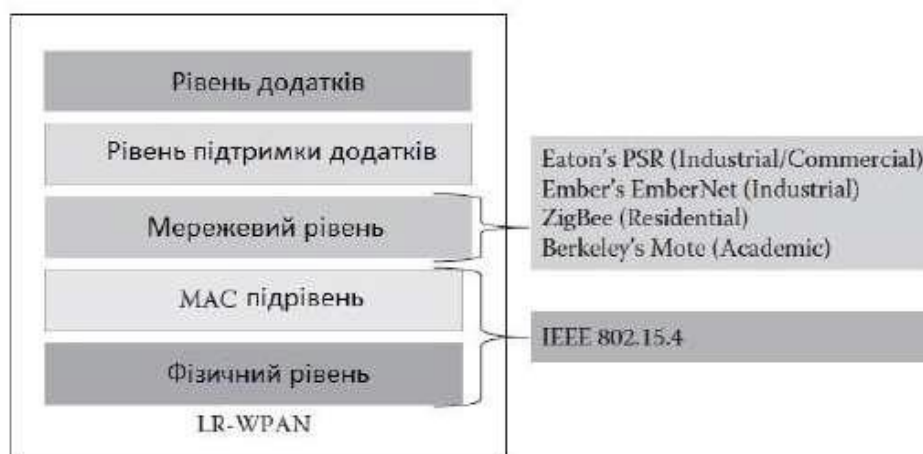 Рівень додатків
Рівень підтримки додатків
Мережевий рівень
MAC підрівень
Фізичний рівень
LR-WPAN
Eaton's PSR (Industrial/Commercial)
Ember's EmberNet (Industrial)
ZigBee (Residential)
Berkeley's Mote (Academic)
IEEE 802.15.4